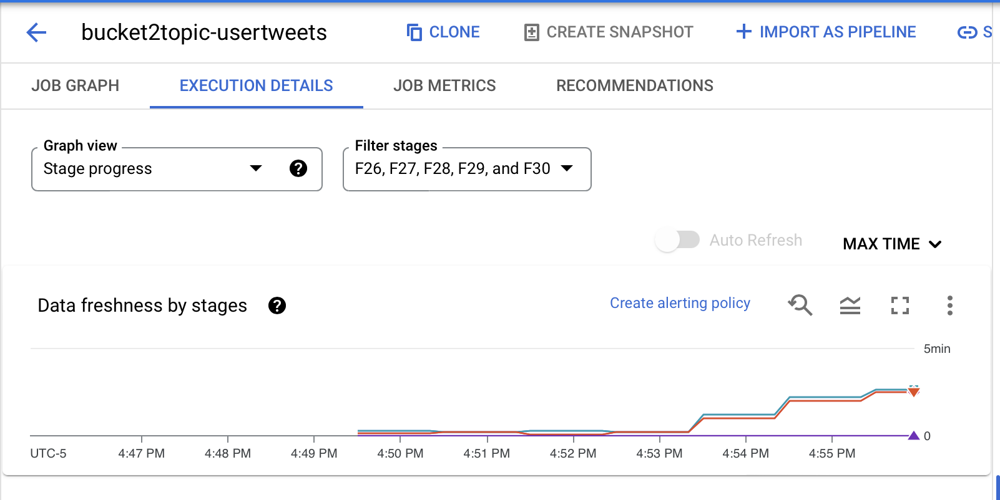 bucket2topic-usertweets CLONE CREATE SNAPSHOT IMPORT AS PIPELINE S
JOB GRAPH EXECUTION DETAILS JOB METRICS RECOMMENDATIONS
Graph view Filter stages
Stage progress ? F26, F27, F28, F29, and F30
Auto Refresh MAX TIME
Data freshness by stages ? Create alerting policy
5min
0
UTC-5 4:47 PM 4:48 PM 4:49 PM 4:50 PM 4:51 PM 4:52 PM 4:53 PM 4:54 PM 4:55 PM